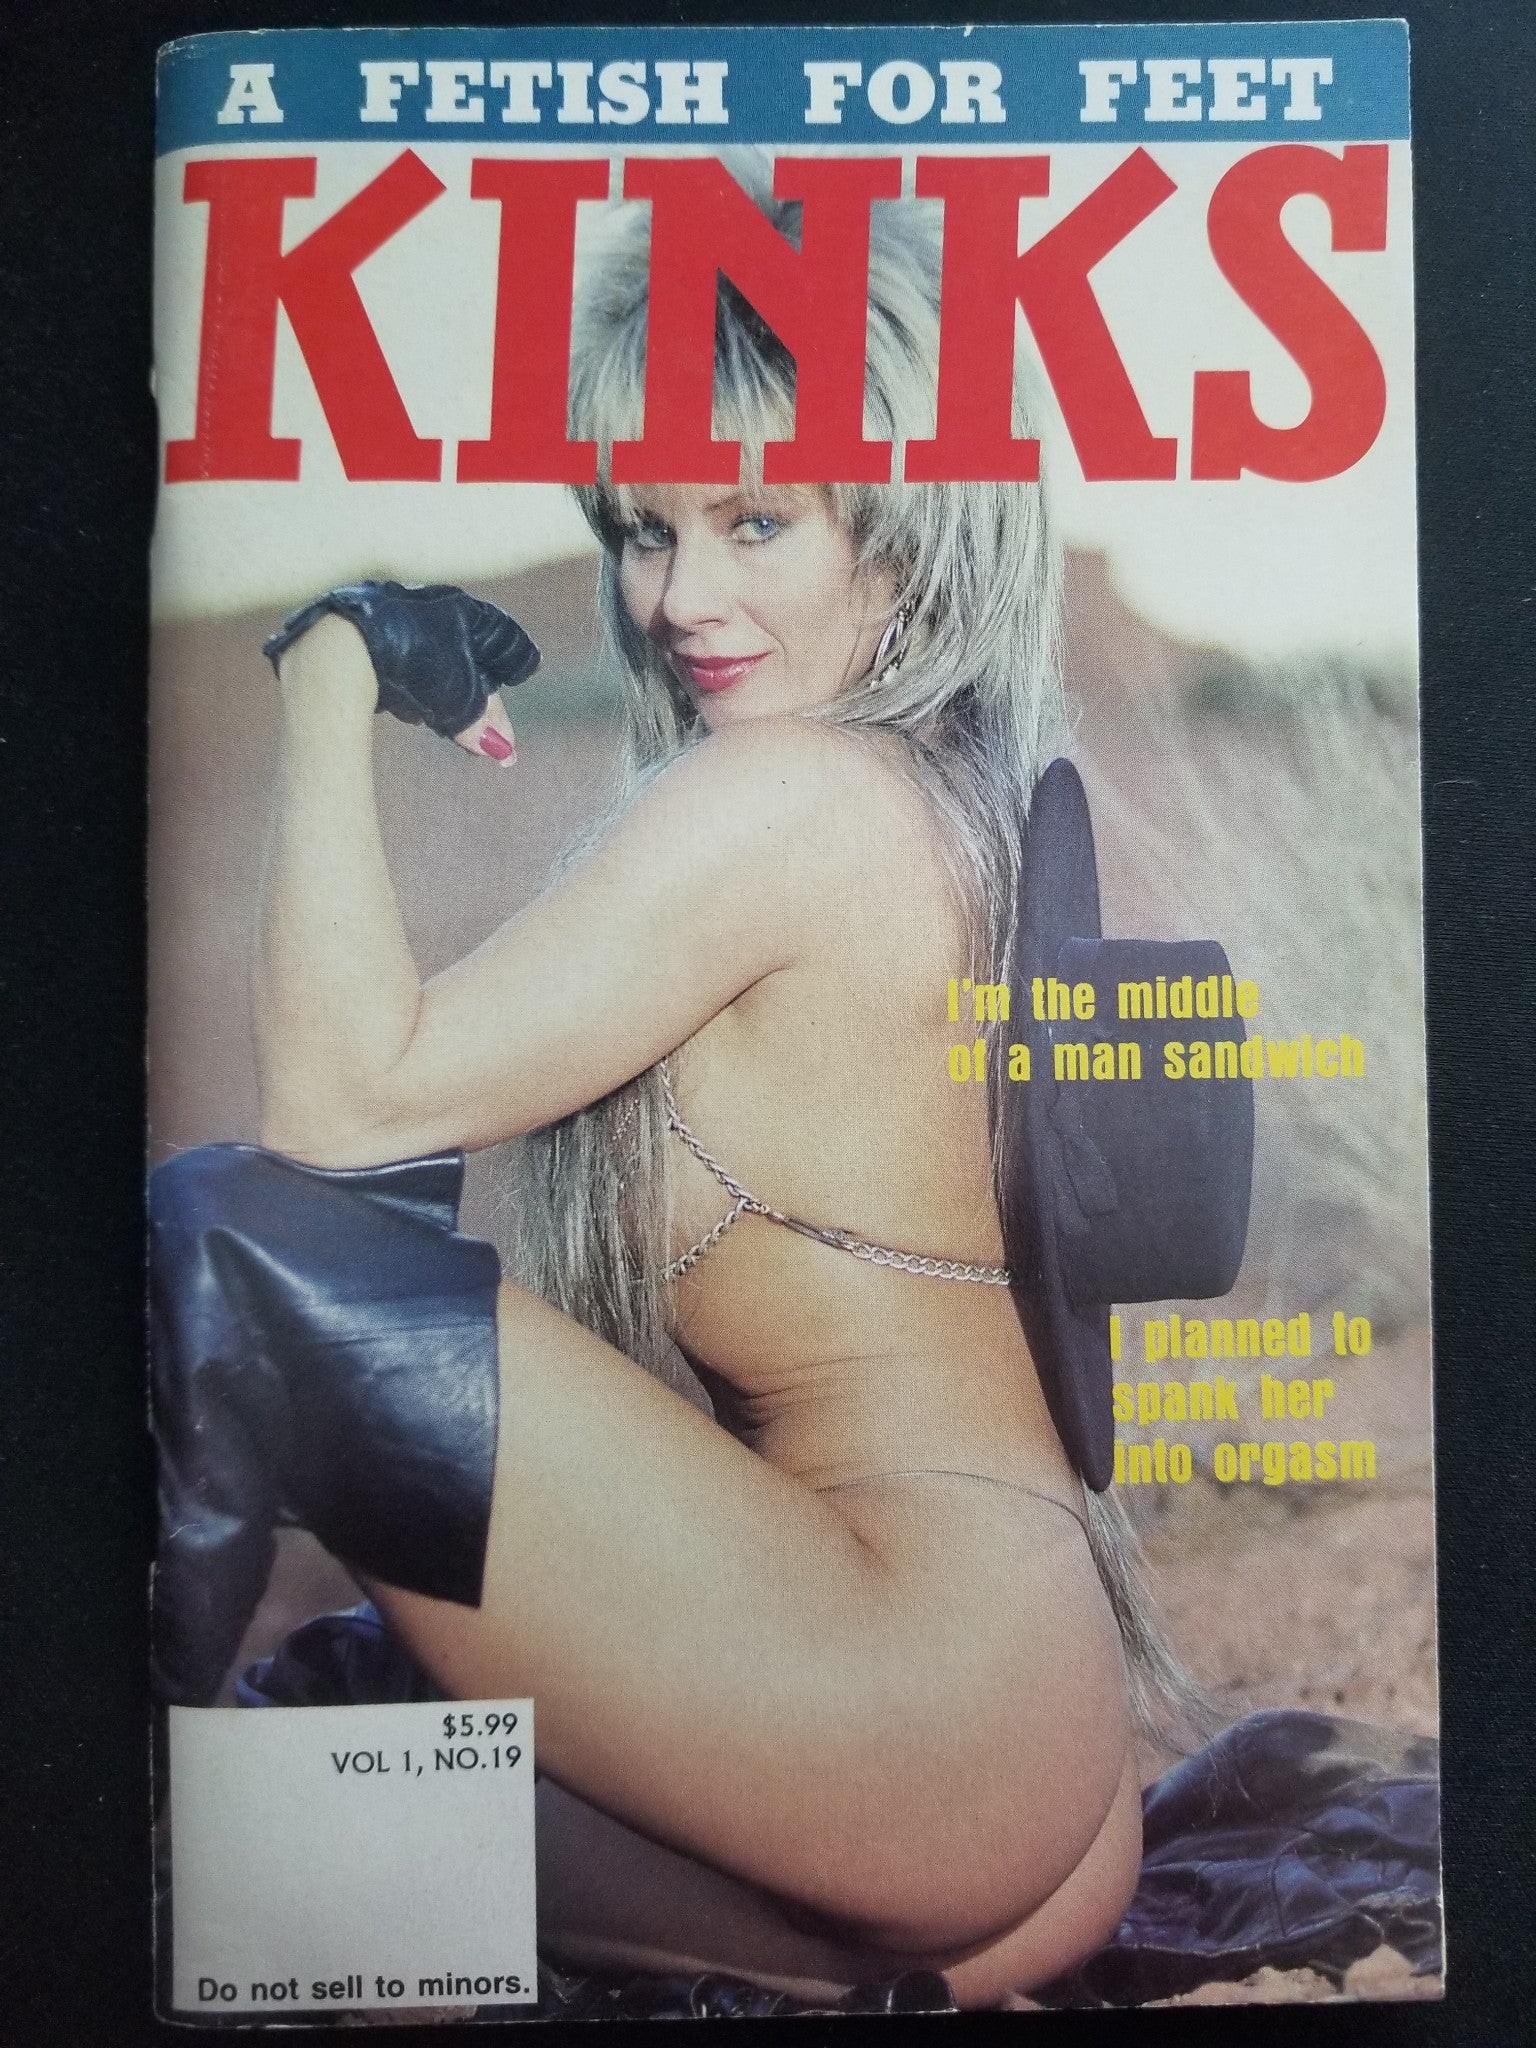 A FETISH FOR FEET
KINKS
I'm the middle
of a man sandwich
I planned to
spank her
into orgasm
$5.99
VOL 1, NO.19
Do not sell to minors.